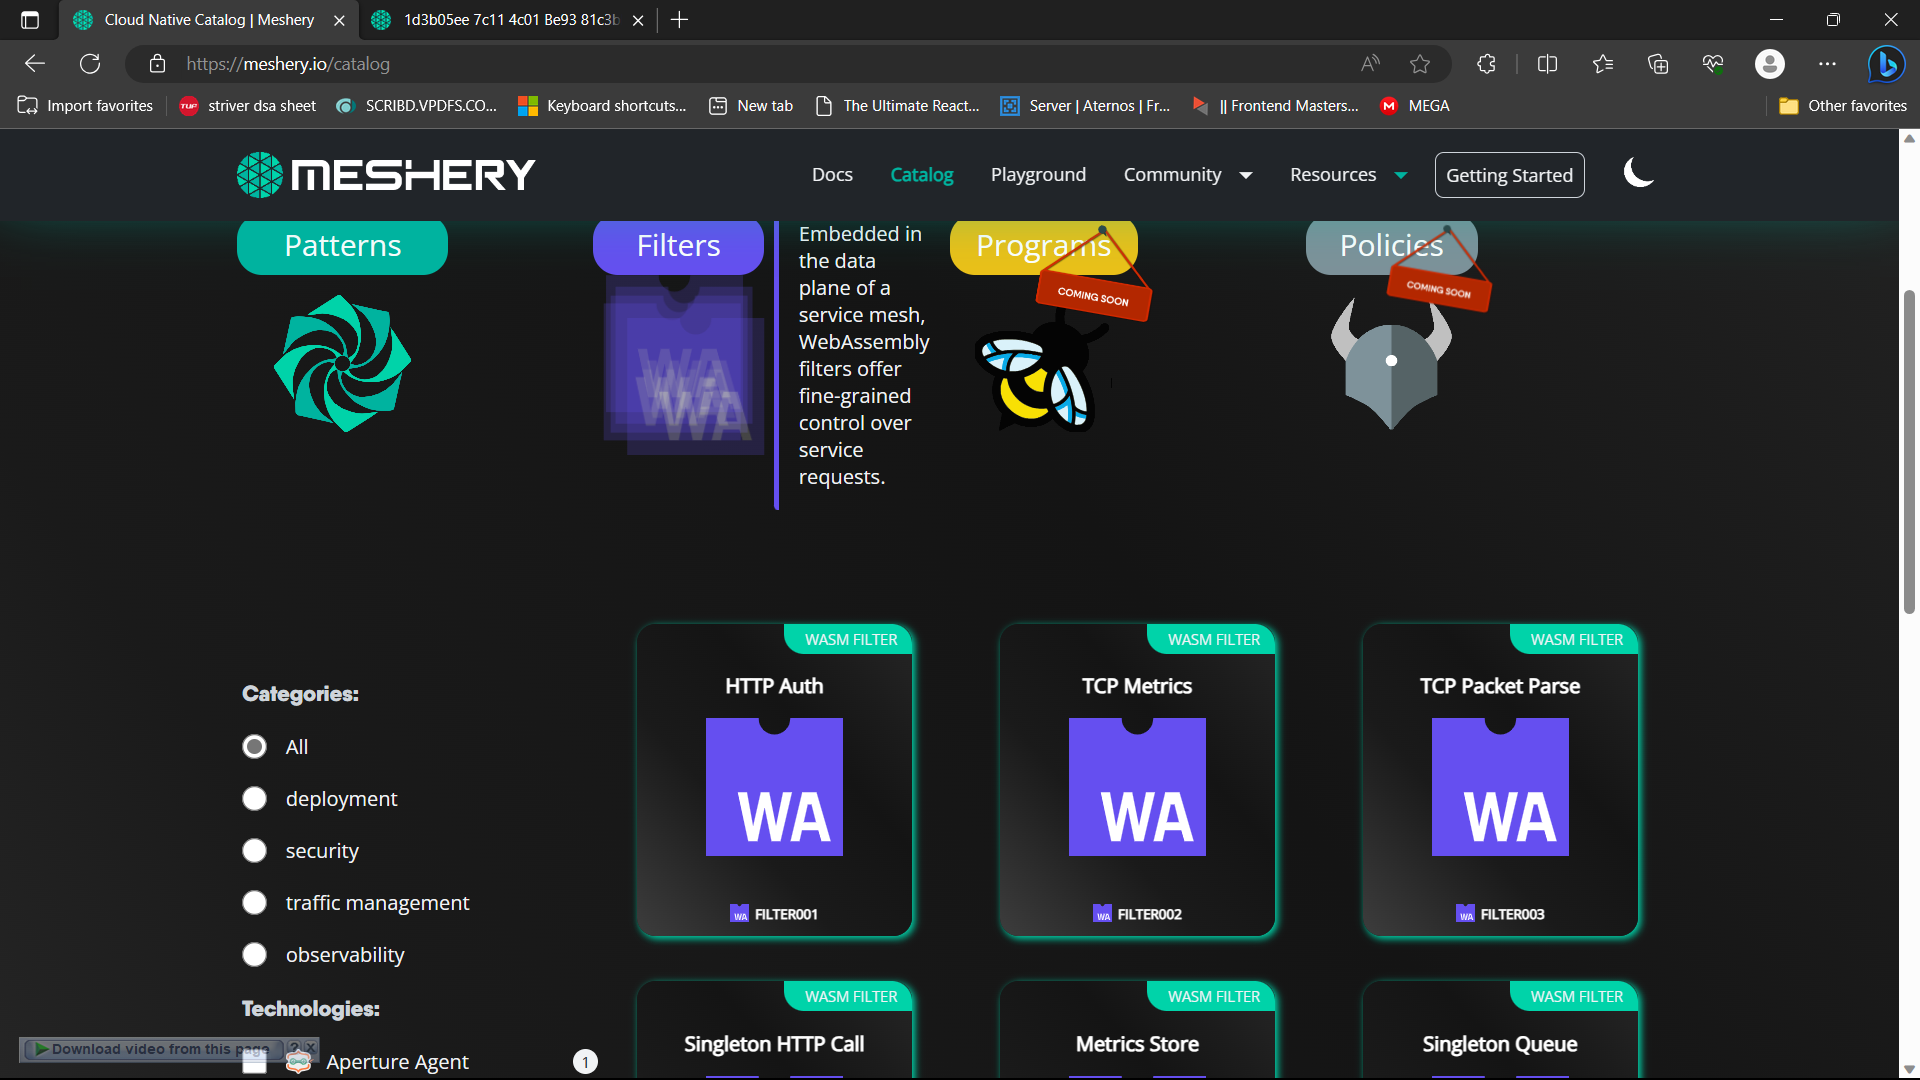 Cloud Native Catalog | Meshery
1d3b05ee 7c11 4c01 Be93 81c3b
https://meshery.io/catalog
Import favorites
TUF
striver dsa sheet
SCRIBD.VPDFS.CO...
Keyboard shortcuts...
New tab
The Ultimate React...
Server | Aternos | Fr...
|| Frontend Masters...
M
MEGA
Other favorites
MESHERY
Docs
Catalog
Playground
Community
Resources
Getting Started
Patterns
Filters
Embedded in
the data
plane of a
service mesh,
WebAssembly
filters offer
fine-grained
control over
service
requests.
WA
Programs
COMING SOON
Policies
COMING SOON
Categories:
All
deployment
security
traffic management
observability
Technologies:
Aperture Agent
1
Download video from this page
?
WASM FILTER
HTTP Auth
WA
WA
FILTER001
WASM FILTER
TCP Metrics
WA
WA
FILTER002
WASM FILTER
TCP Packet Parse
WA
WA
FILTER003
WASM FILTER
Singleton HTTP Call
WASM FILTER
Metrics Store
WASM FILTER
Singleton Queue